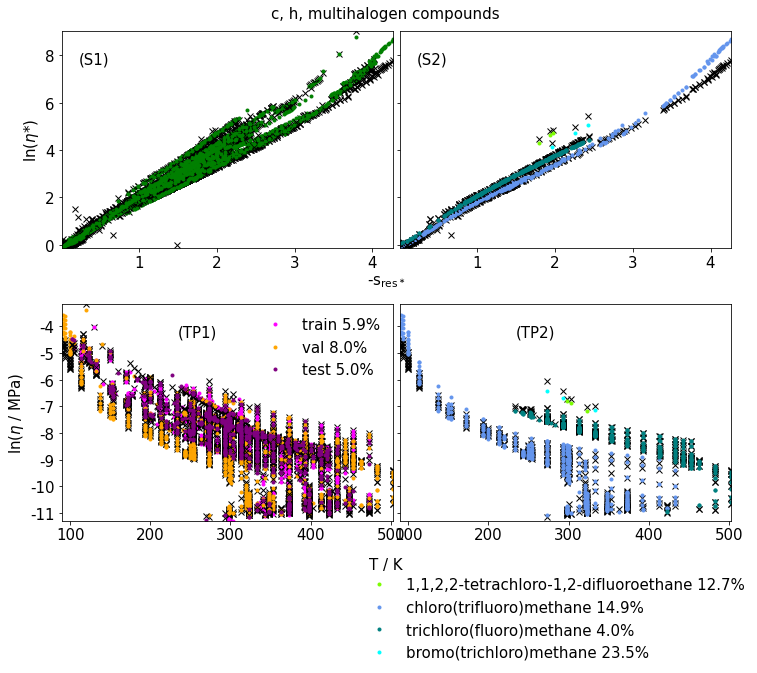 c, h, multihalogen compounds
(S1)
(S2)
ln(η*)
8
6
4
2
0
1
2
3
4
1
2
3
4
-s_res*
(TP1)
train 5.9%
val 8.0%
test 5.0%
(TP2)
ln(η / MPa)
-4
-5
-6
-7
-8
-9
-10
-11
100
200
300
400
500
100
200
300
400
500
T / K
1,1,2,2-tetrachloro-1,2-difluoroethane 12.7%
chloro(trifluoro)methane 14.9%
trichloro(fluoro)methane 4.0%
bromo(trichloro)methane 23.5%